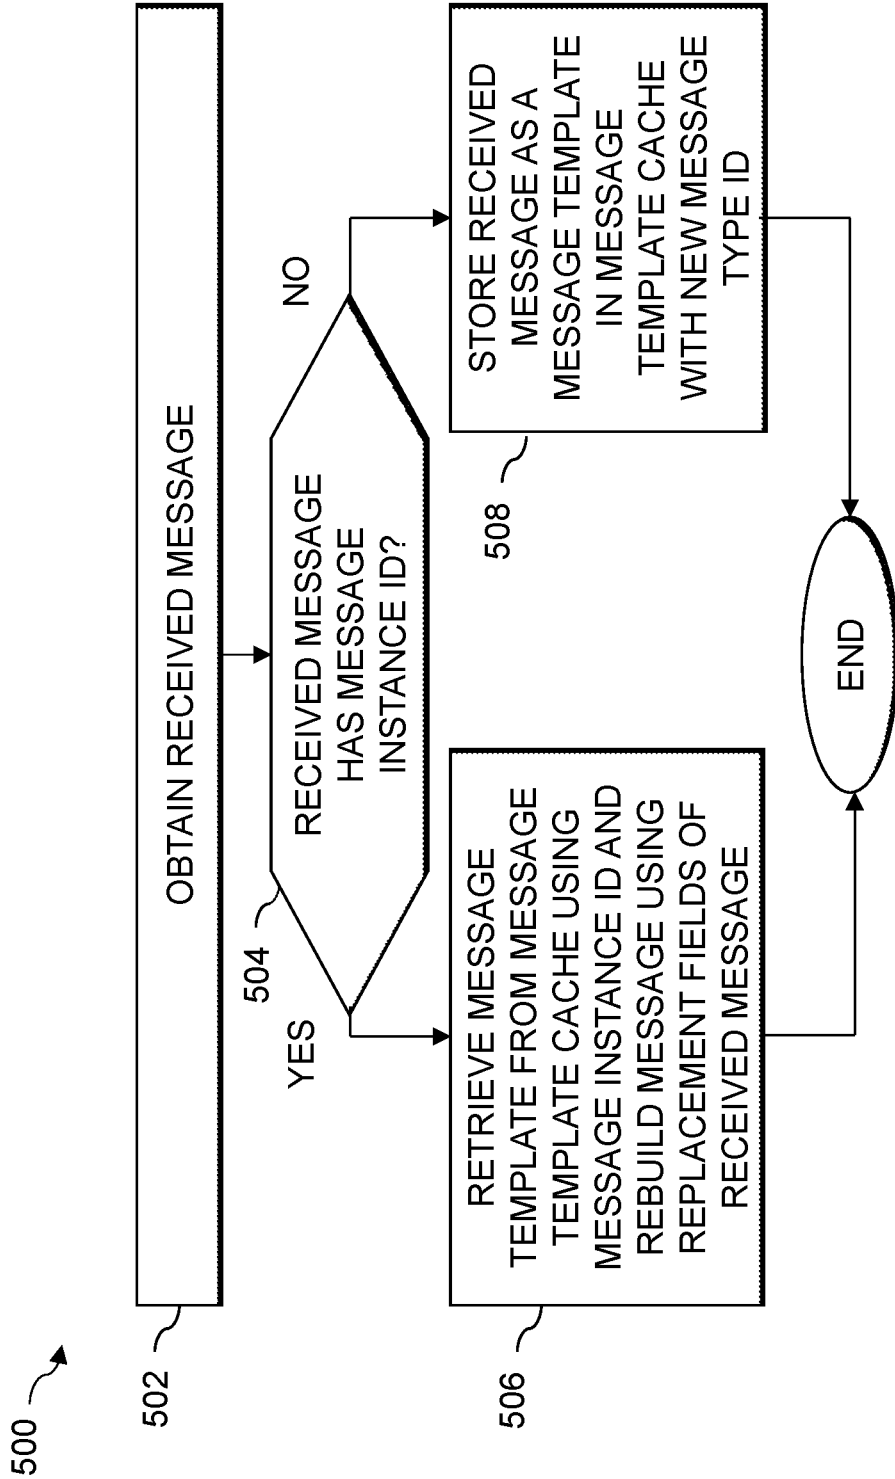 500
502
OBTAIN RECEIVED MESSAGE
504
RECEIVED MESSAGE
HAS MESSAGE
INSTANCE ID?
YES
NO
506
RETRIEVE MESSAGE
TEMPLATE FROM MESSAGE
TEMPLATE CACHE USING
MESSAGE INSTANCE ID AND
REBUILD MESSAGE USING
REPLACEMENT FIELDS OF
RECEIVED MESSAGE
508
STORE RECEIVED
MESSAGE AS A
MESSAGE TEMPLATE
IN MESSAGE
TEMPLATE CACHE
WITH NEW MESSAGE
TYPE ID
END